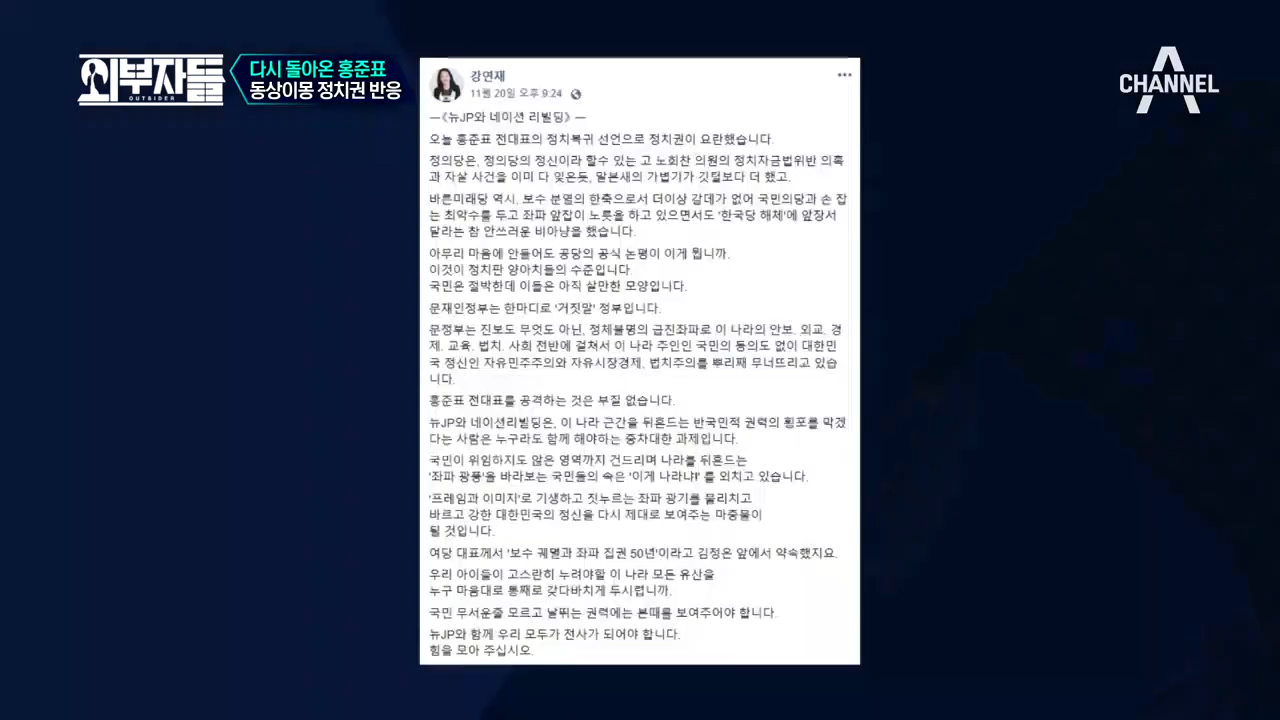 외부자들
OUTSIDER
다시 돌아온 홍준표
동상이몽 정치권 반응
CHANNEL A
강연재
11월 20일 오후 9:24
—《뉴JP와 네이션 리빌딩》 —
오늘 홍준표 전대표의 정치복귀 선언으로 정치권이 요란했습니다.
정의당은, 정의당의 정신이라 할수 있는 고 노회찬 의원의 정치자금법위반 의혹
과 자살 사건을 이미 다 잊은듯, 말본새의 가볍기가 깃털보다 더 했고.
바른미래당 역시, 보수 분열의 한축으로서 더이상 갈데가 없어 국민의당과 손 잡
는 최악수를 두고 좌파 앞잡이 노릇을 하고 있으면서도 '한국당 해체'에 앞장서
달라는 참 안쓰러운 비아냥을 했습니다.
아무리 마음에 안들어도 공당의 공식 논평이 이게 뭡니까.
이것이 정치판 양아치들의 수준입니다.
국민은 절박한데 이들은 아직 살만한 모양입니다.
문재인정부는 한마디로 '거짓말' 정부입니다.
문정부는 진보도 무엇도 아닌, 정체불명의 급진좌파로 이 나라의 안보, 외교, 경
제, 교육, 법치, 사회 전반에 걸쳐서 이 나라 주인인 국민의 동의도 없이 대한민
국 정신인 자유민주주의와 자유시장경제, 법치주의를 뿌리째 무너뜨리고 있습
니다.
홍준표 전대표를 공격하는 것은 부질 없습니다.
뉴JP와 네이션리빌딩은, 이 나라 근간을 뒤흔드는 반국민적 권력의 횡포를 막겠
다는 사람은 누구라도 함께 해야하는 중차대한 과제입니다.
국민이 위임하지도 않은 영역까지 건드리며 나라를 뒤흔드는
'좌파 광풍'을 바라보는 국민들의 속은 '이게 나라냐!' 를 외치고 있습니다.
'프레임과 이미지'로 기생하고 짓누르는 좌파 광기를 물리치고
바르고 강한 대한민국의 정신을 다시 제대로 보여주는 마중물이
될 것입니다.
여당 대표께서 '보수 궤멸과 좌파 집권 50년'이라고 김정은 앞에서 약속했지요.
우리 아이들이 고스란히 누려야할 이 나라 모든 유산을
누구 마음대로 통째로 갖다바치게 두시렵니까.
국민 무서운줄 모르고 날뛰는 권력에는 본때를 보여주어야 합니다.
뉴JP와 함께 우리 모두가 전사가 되어야 합니다.
힘을 모아 주십시오.